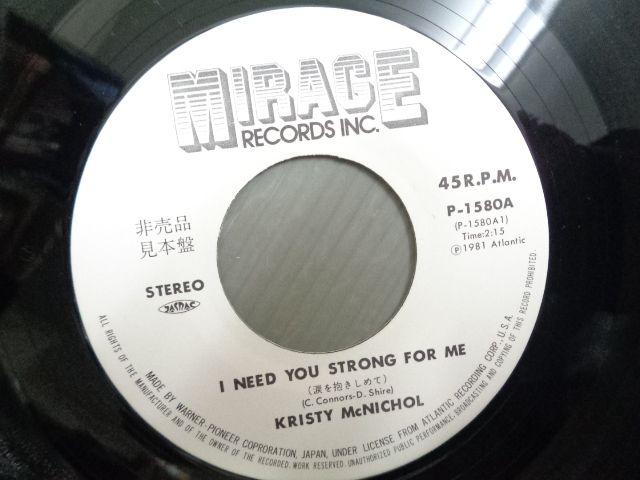 MIRAGE
RECORDS INC.
45 R.P.M.
P-1580A
(P-1580A1)
Time:2:15
Ⓟ1981 Atlantic
非売品
見本盤
STEREO
JASRAC
I NEED YOU STRONG FOR ME
(涙を抱きしめて)
(C. Connors-D. Shire)
KRISTY McNICHOL
MADE BY WARNER-PIONEER COPRORATION, JAPAN, UNDER LICENSE FROM ATLANTIC RECORDING CORP., U.S.A.
ALL RIGHTS OF THE MANUFACTURER AND OF THE OWNER OF THE RECORDED. WORK RESERVED. UNAUTHORIZED PUBLIC PERFORMANCE, BROADCASTING AND COPYING OF THIS RECORD PROHIBITED.